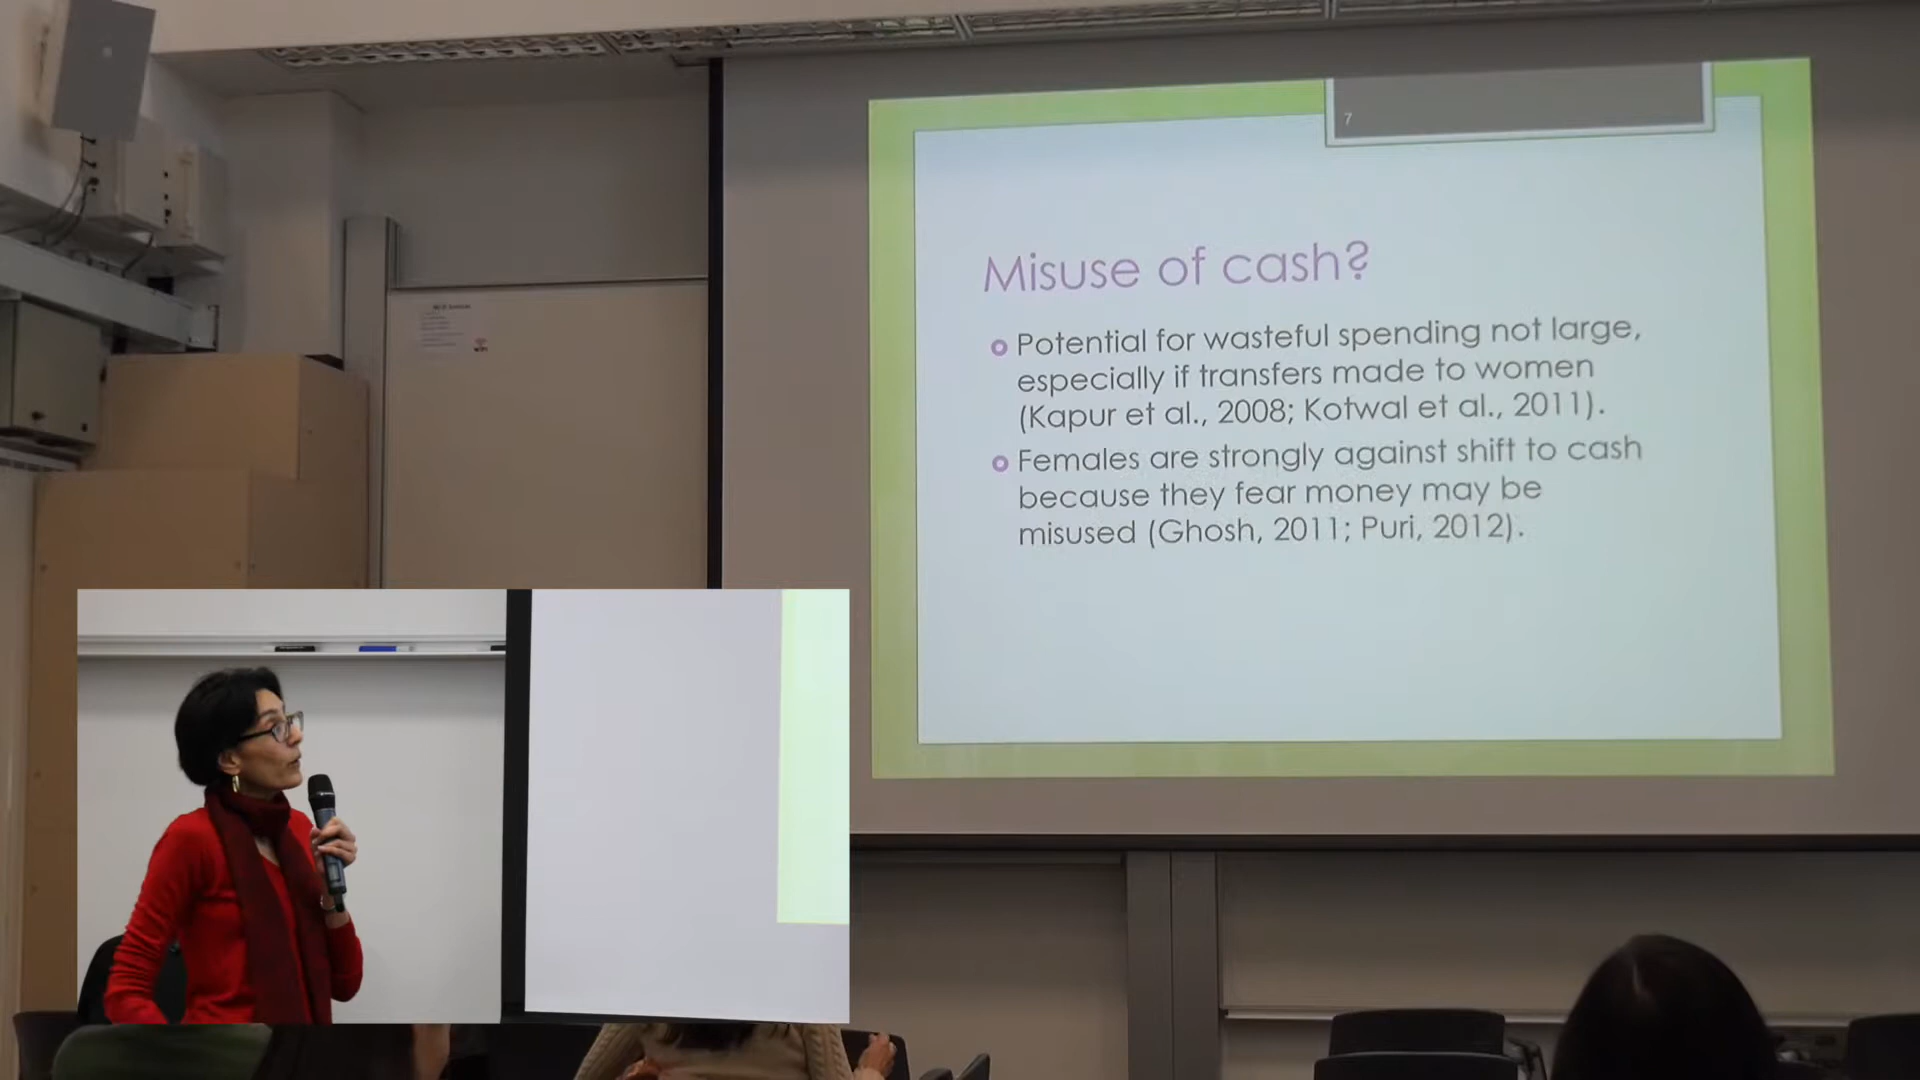 7
Misuse of cash?
Potential for wasteful spending not large,
especially if transfers made to women
(Kapur et al., 2008; Kotwal et al., 2011).
Females are strongly against shift to cash
because they fear money may be
misused (Ghosh, 2011; Puri, 2012).